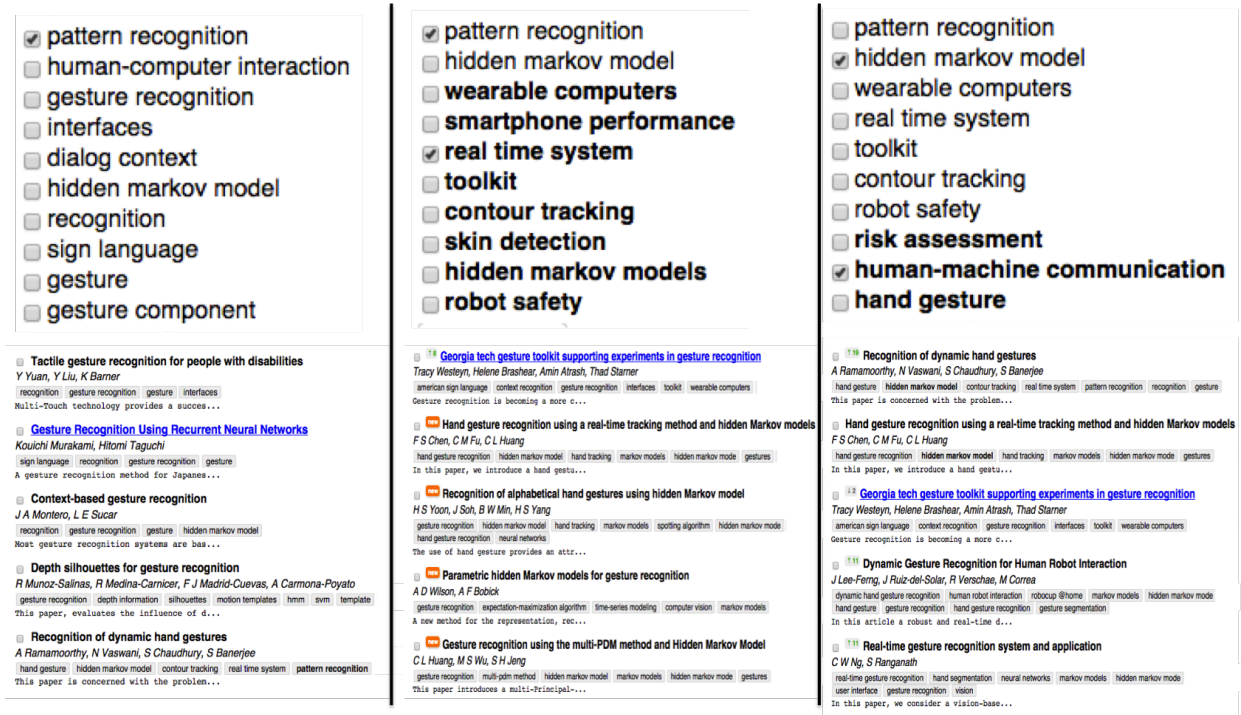 pattern recognition
human-computer interaction
gesture recognition
interfaces
dialog context
hidden markov model
recognition
sign language
gesture
gesture component
Tactile gesture recognition for people with disabilities
Y Yuan, Y Liu, K Barner
recognition gesture recognition gesture interfaces
Multi-Touch technology provides a succes...
Gesture Recognition Using Recurrent Neural Networks
Kouichi Murakami, Hitomi Taguchi
sign language recognition gesture recognition gesture
A gesture recognition method for Japanes...
Context-based gesture recognition
J A Montero, L E Sucar
recognition gesture recognition gesture hidden markov model
Most gesture recognition systems are bas...
Depth silhouettes for gesture recognition
R Munoz-Salinas, R Medina-Carnicer, F J Madrid-Cuevas, A Carmona-Poyato
gesture recognition depth information silhouettes motion templates hmm svm template
This paper, evaluates the influence of d...
Recognition of dynamic hand gestures
A Ramamoorthy, N Vaswani, S Chaudhury, S Banerjee
hand gesture hidden markov model contour tracking real time system pattern recognition
This paper is concerned with the problem...
pattern recognition
hidden markov model
wearable computers
smartphone performance
real time system
toolkit
contour tracking
skin detection
hidden markov models
robot safety
↑8 Georgia tech gesture toolkit supporting experiments in gesture recognition
Tracy Westeyn, Helene Brashear, Amin Atrash, Thad Starner
american sign language context recognition gesture recognition interfaces toolkit wearable computers
Gesture recognition is becoming a more c...
new Hand gesture recognition using a real-time tracking method and hidden Markov models
F S Chen, C M Fu, C L Huang
hand gesture recognition hidden markov model hand tracking markov models hidden markov mode gestures
In this paper, we introduce a hand gestu...
new Recognition of alphabetical hand gestures using hidden Markov model
H S Yoon, J Soh, B W Min, H S Yang
gesture recognition hidden markov model hand tracking markov models spotting algorithm hidden markov mode
hand gesture recognition neural networks
The use of hand gesture provides an attr...
new Parametric hidden Markov models for gesture recognition
A D Wilson, A F Bobick
gesture recognition expectation-maximization algorithm time-series modeling computer vision markov models
A new method for the representation, rec...
new Gesture recognition using the multi-PDM method and Hidden Markov Model
C L Huang, M S Wu, S H Jeng
gesture recognition multi-pdm method hidden markov model markov models hidden markov mode gestures
This paper introduces a multi-Principal-...
pattern recognition
hidden markov model
wearable computers
real time system
toolkit
contour tracking
robot safety
risk assessment
human-machine communication
hand gesture
↑19 Recognition of dynamic hand gestures
A Ramamoorthy, N Vaswani, S Chaudhury, S Banerjee
hand gesture hidden markov model contour tracking real time system pattern recognition recognition gesture
This paper is concerned with the problem...
Hand gesture recognition using a real-time tracking method and hidden Markov models
F S Chen, C M Fu, C L Huang
hand gesture recognition hidden markov model hand tracking markov models hidden markov mode gestures
In this paper, we introduce a hand gestu...
↓2 Georgia tech gesture toolkit supporting experiments in gesture recognition
Tracy Westeyn, Helene Brashear, Amin Atrash, Thad Starner
american sign language context recognition gesture recognition interfaces toolkit wearable computers
Gesture recognition is becoming a more c...
↑11 Dynamic Gesture Recognition for Human Robot Interaction
J Lee-Ferng, J Ruiz-del-Solar, R Verschae, M Correa
dynamic hand gesture recognition human robot interaction robocup @home markov models hidden markov mode
hand gesture gesture recognition hand gesture recognition gesture segmentation
In this article a robust and real-time d...
↑11 Real-time gesture recognition system and application
C W Ng, S Ranganath
real-time gesture recognition hand segmentation neural networks markov models hidden markov mode
user interface gesture recognition vision
In this paper, we consider a vision-base...